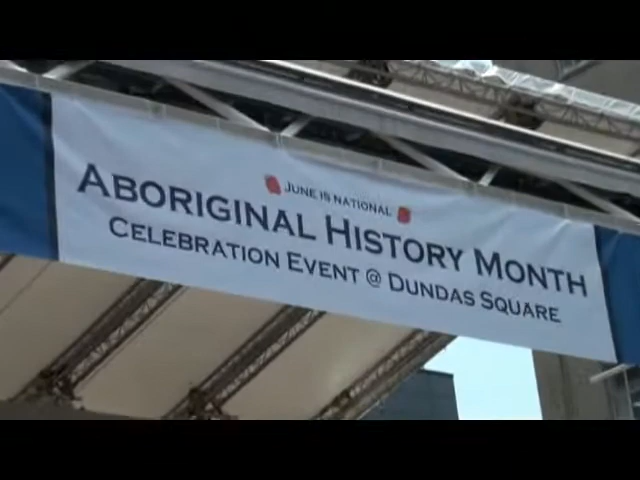 JUNE IS NATIONAL
ABORIGINAL HISTORY MONTH
CELEBRATION EVENT @ DUNDAS SQUARE